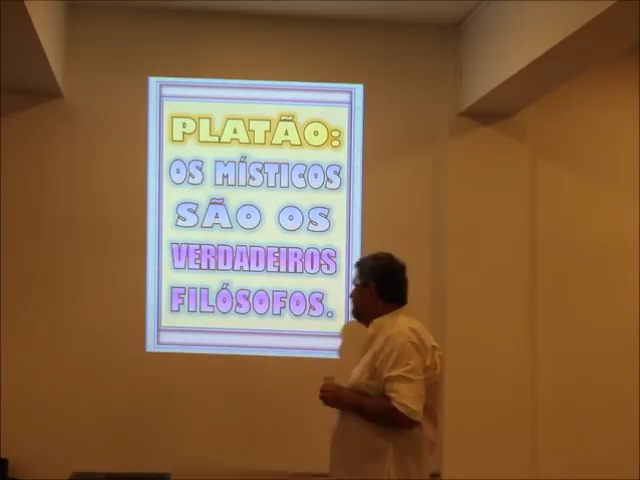 PLATÃO:
OS MÍSTICOS
SÃO OS
VERDADEIROS
FILÓSOFOS.